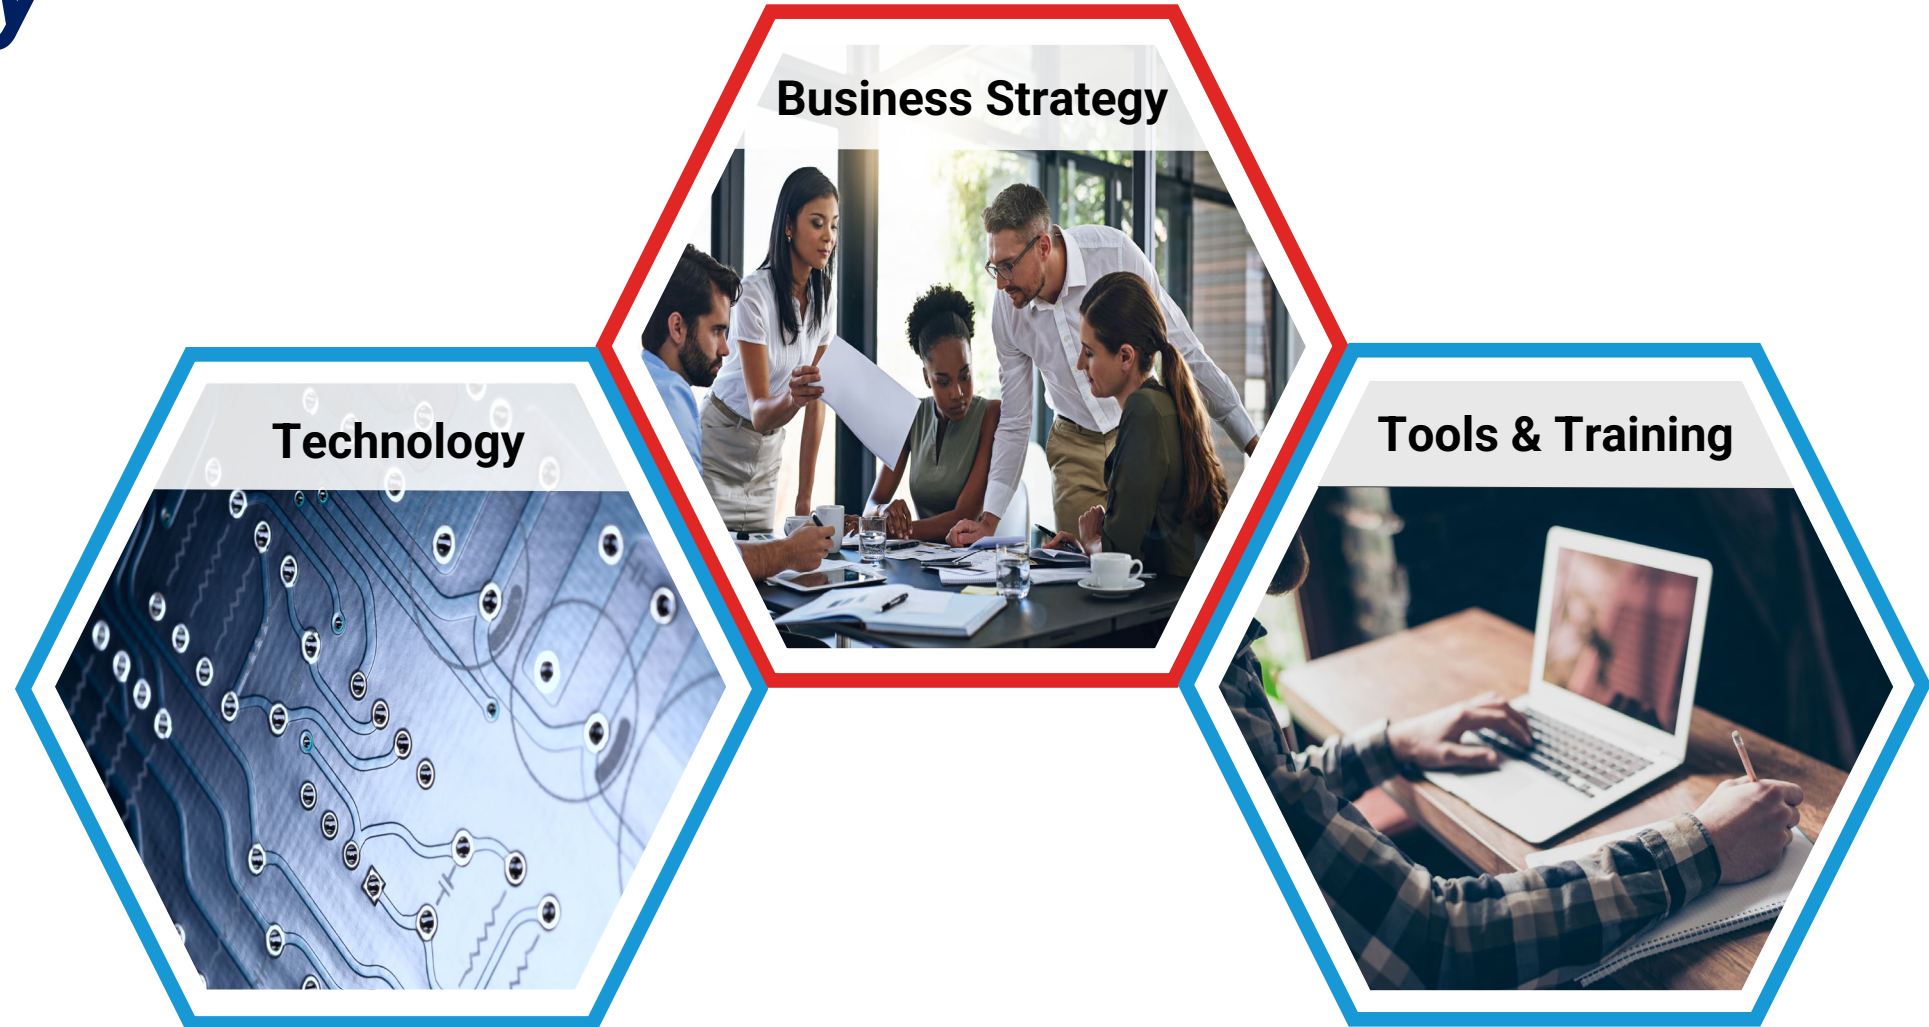 y
Business Strategy
Technology
Tools & Training